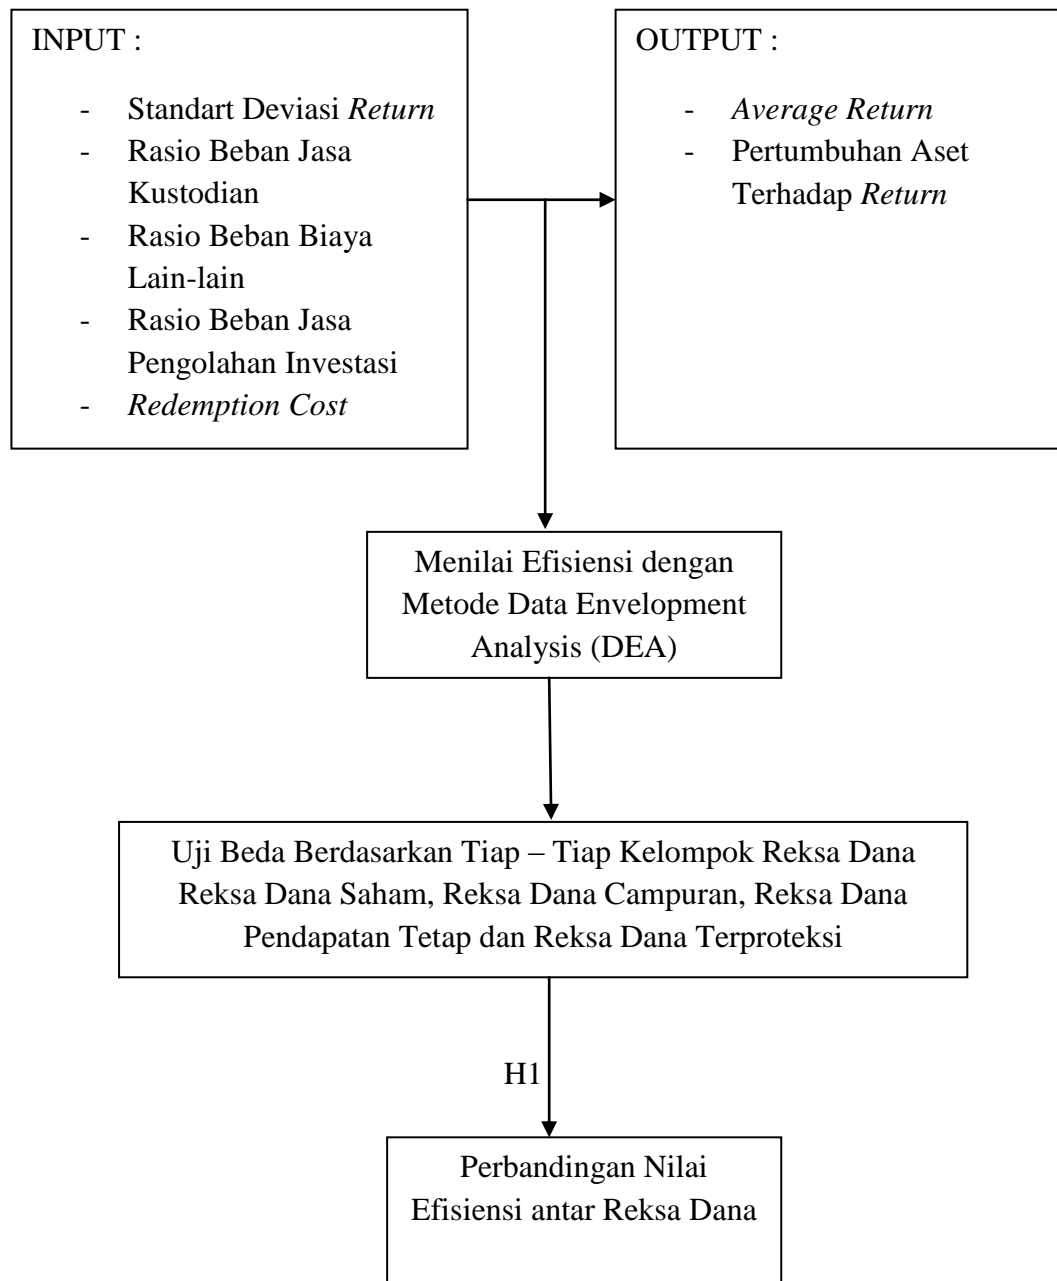 INPUT :
- Standart Deviasi Return
- Rasio Beban Jasa
Kustodian
- Rasio Beban Biaya
Lain-lain
- Rasio Beban Jasa
Pengolahan Investasi
- Redemption Cost
OUTPUT :
- Average Return
- Pertumbuhan Aset
Terhadap Return
Menilai Efisiensi dengan
Metode Data Envelopment
Analysis (DEA)
Uji Beda Berdasarkan Tiap – Tiap Kelompok Reksa Dana
Reksa Dana Saham, Reksa Dana Campuran, Reksa Dana
Pendapatan Tetap dan Reksa Dana Terproteksi
H1
Perbandingan Nilai
Efisiensi antar Reksa Dana